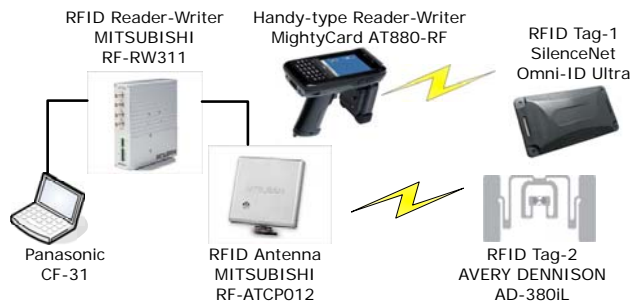 RFID Reader-Writer
MITSUBISHI
RF-RW311
Handy-type Reader-Writer
MightyCard AT880-RF
RFID Tag-1
SilenceNet
Omni-ID Ultra
Panasonic
CF-31
RFID Antenna
MITSUBISHI
RF-ATCP012
RFID Tag-2
AVERY DENNISON
AD-380iL